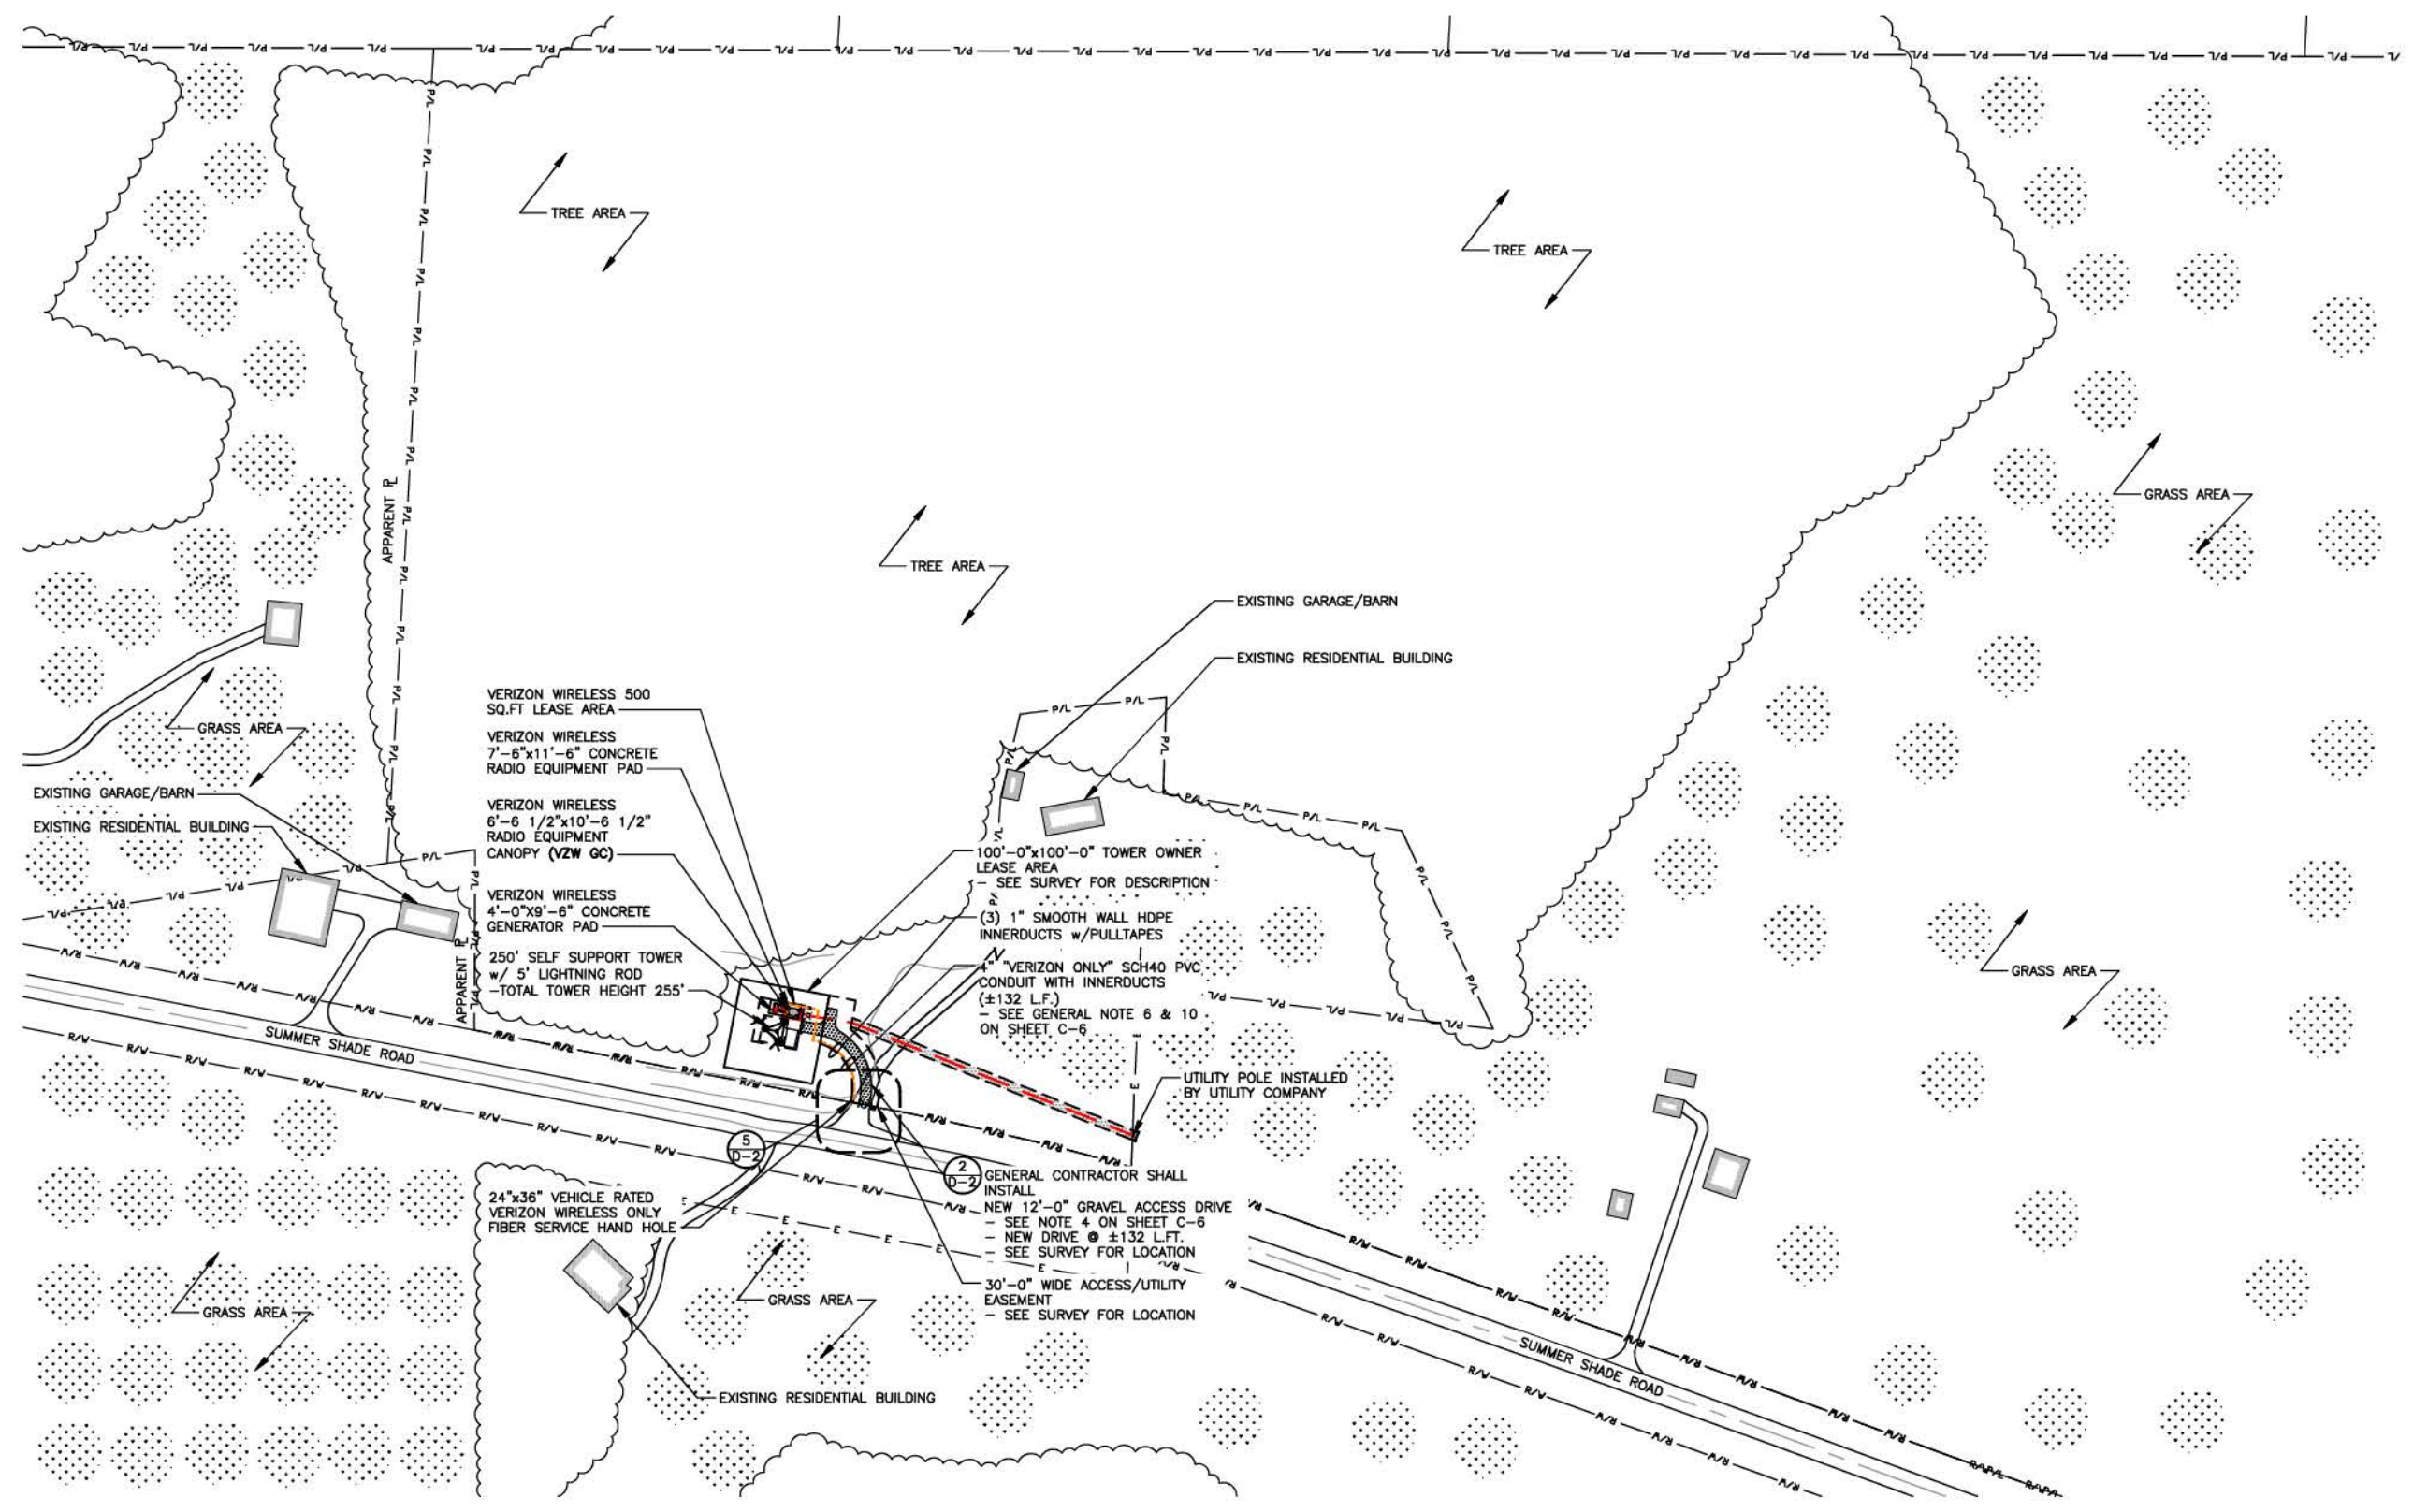 TREE AREA
TREE AREA
GRASS AREA
TREE AREA
APPARENT PL
EXISTING GARAGE/BARN
EXISTING RESIDENTIAL BUILDING
VERIZON WIRELESS 500
SQ.FT LEASE AREA
GRASS AREA
VERIZON WIRELESS
7'-6"x11'-6" CONCRETE
RADIO EQUIPMENT PAD
EXISTING GARAGE/BARN
EXISTING RESIDENTIAL BUILDING
VERIZON WIRELESS
6'-6 1/2"x10'-6 1/2"
RADIO EQUIPMENT
CANOPY (VZW GC)
100'-0"x100'-0" TOWER OWNER
LEASE AREA
- SEE SURVEY FOR DESCRIPTION
VERIZON WIRELESS
4'-0"X9'-6" CONCRETE
GENERATOR PAD
(3) 1" SMOOTH WALL HDPE
INNERDUCTS w/PULLTAPES
250' SELF SUPPORT TOWER
w/ 5' LIGHTNING ROD
-TOTAL TOWER HEIGHT 255'
4" "VERIZON ONLY" SCH40 PVC
CONDUIT WITH INNERDUCTS
(±132 L.F.)
- SEE GENERAL NOTE 6 & 10
ON SHEET C-6
GRASS AREA
APPARENT PL
SUMMER SHADE ROAD
UTILITY POLE INSTALLED
BY UTILITY COMPANY
5
D-2
2
D-2
GENERAL CONTRACTOR SHALL
INSTALL
NEW 12'-0" GRAVEL ACCESS DRIVE
- SEE NOTE 4 ON SHEET C-6
- NEW DRIVE @ ±132 L.FT.
- SEE SURVEY FOR LOCATION
24"x36" VEHICLE RATED
VERIZON WIRELESS ONLY
FIBER SERVICE HAND HOLE
30'-0" WIDE ACCESS/UTILITY
EASEMENT
- SEE SURVEY FOR LOCATION
GRASS AREA
GRASS AREA
SUMMER SHADE ROAD
EXISTING RESIDENTIAL BUILDING